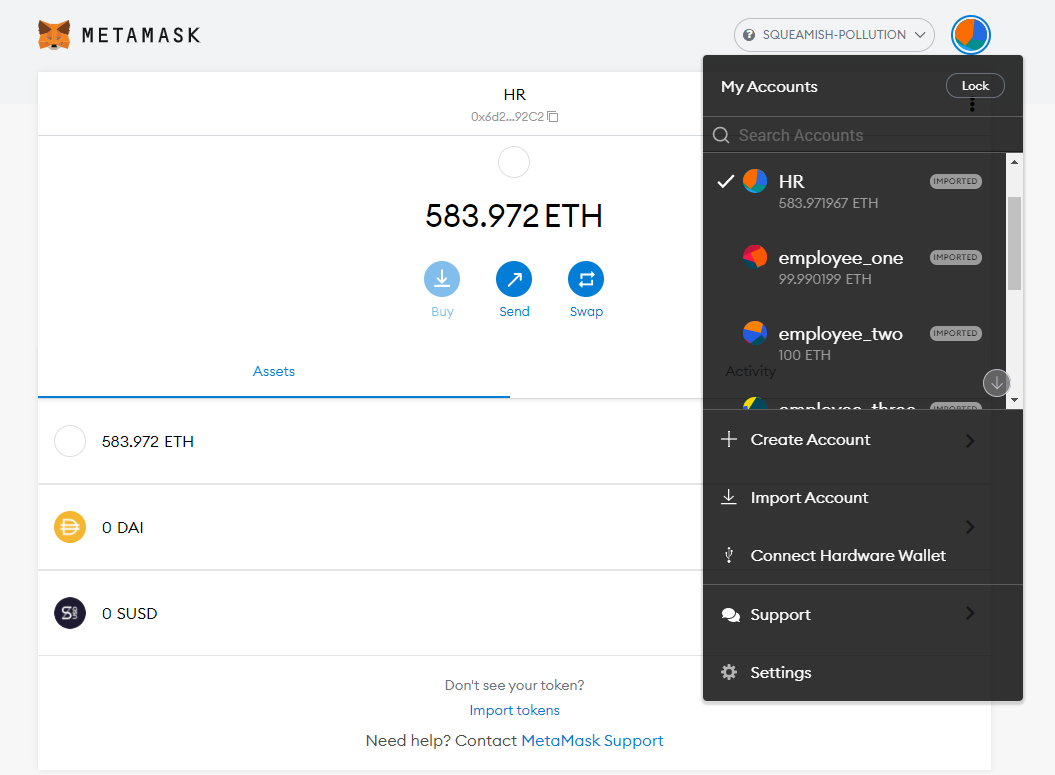 METAMASK
SQUEAMISH-POLLUTION
HR
0x6d2...92C2
583.972 ETH
Buy
Send
Swap
Assets
Activity
583.972 ETH
0 DAI
0 SUSD
Don't see your token?
Import tokens
Need help? Contact MetaMask Support
My Accounts
Lock
Search Accounts
HR
IMPORTED
583.971967 ETH
employee_one
IMPORTED
99.990199 ETH
employee_two
IMPORTED
100 ETH
employee_three
IMPORTED
Create Account
Import Account
Connect Hardware Wallet
Support
Settings